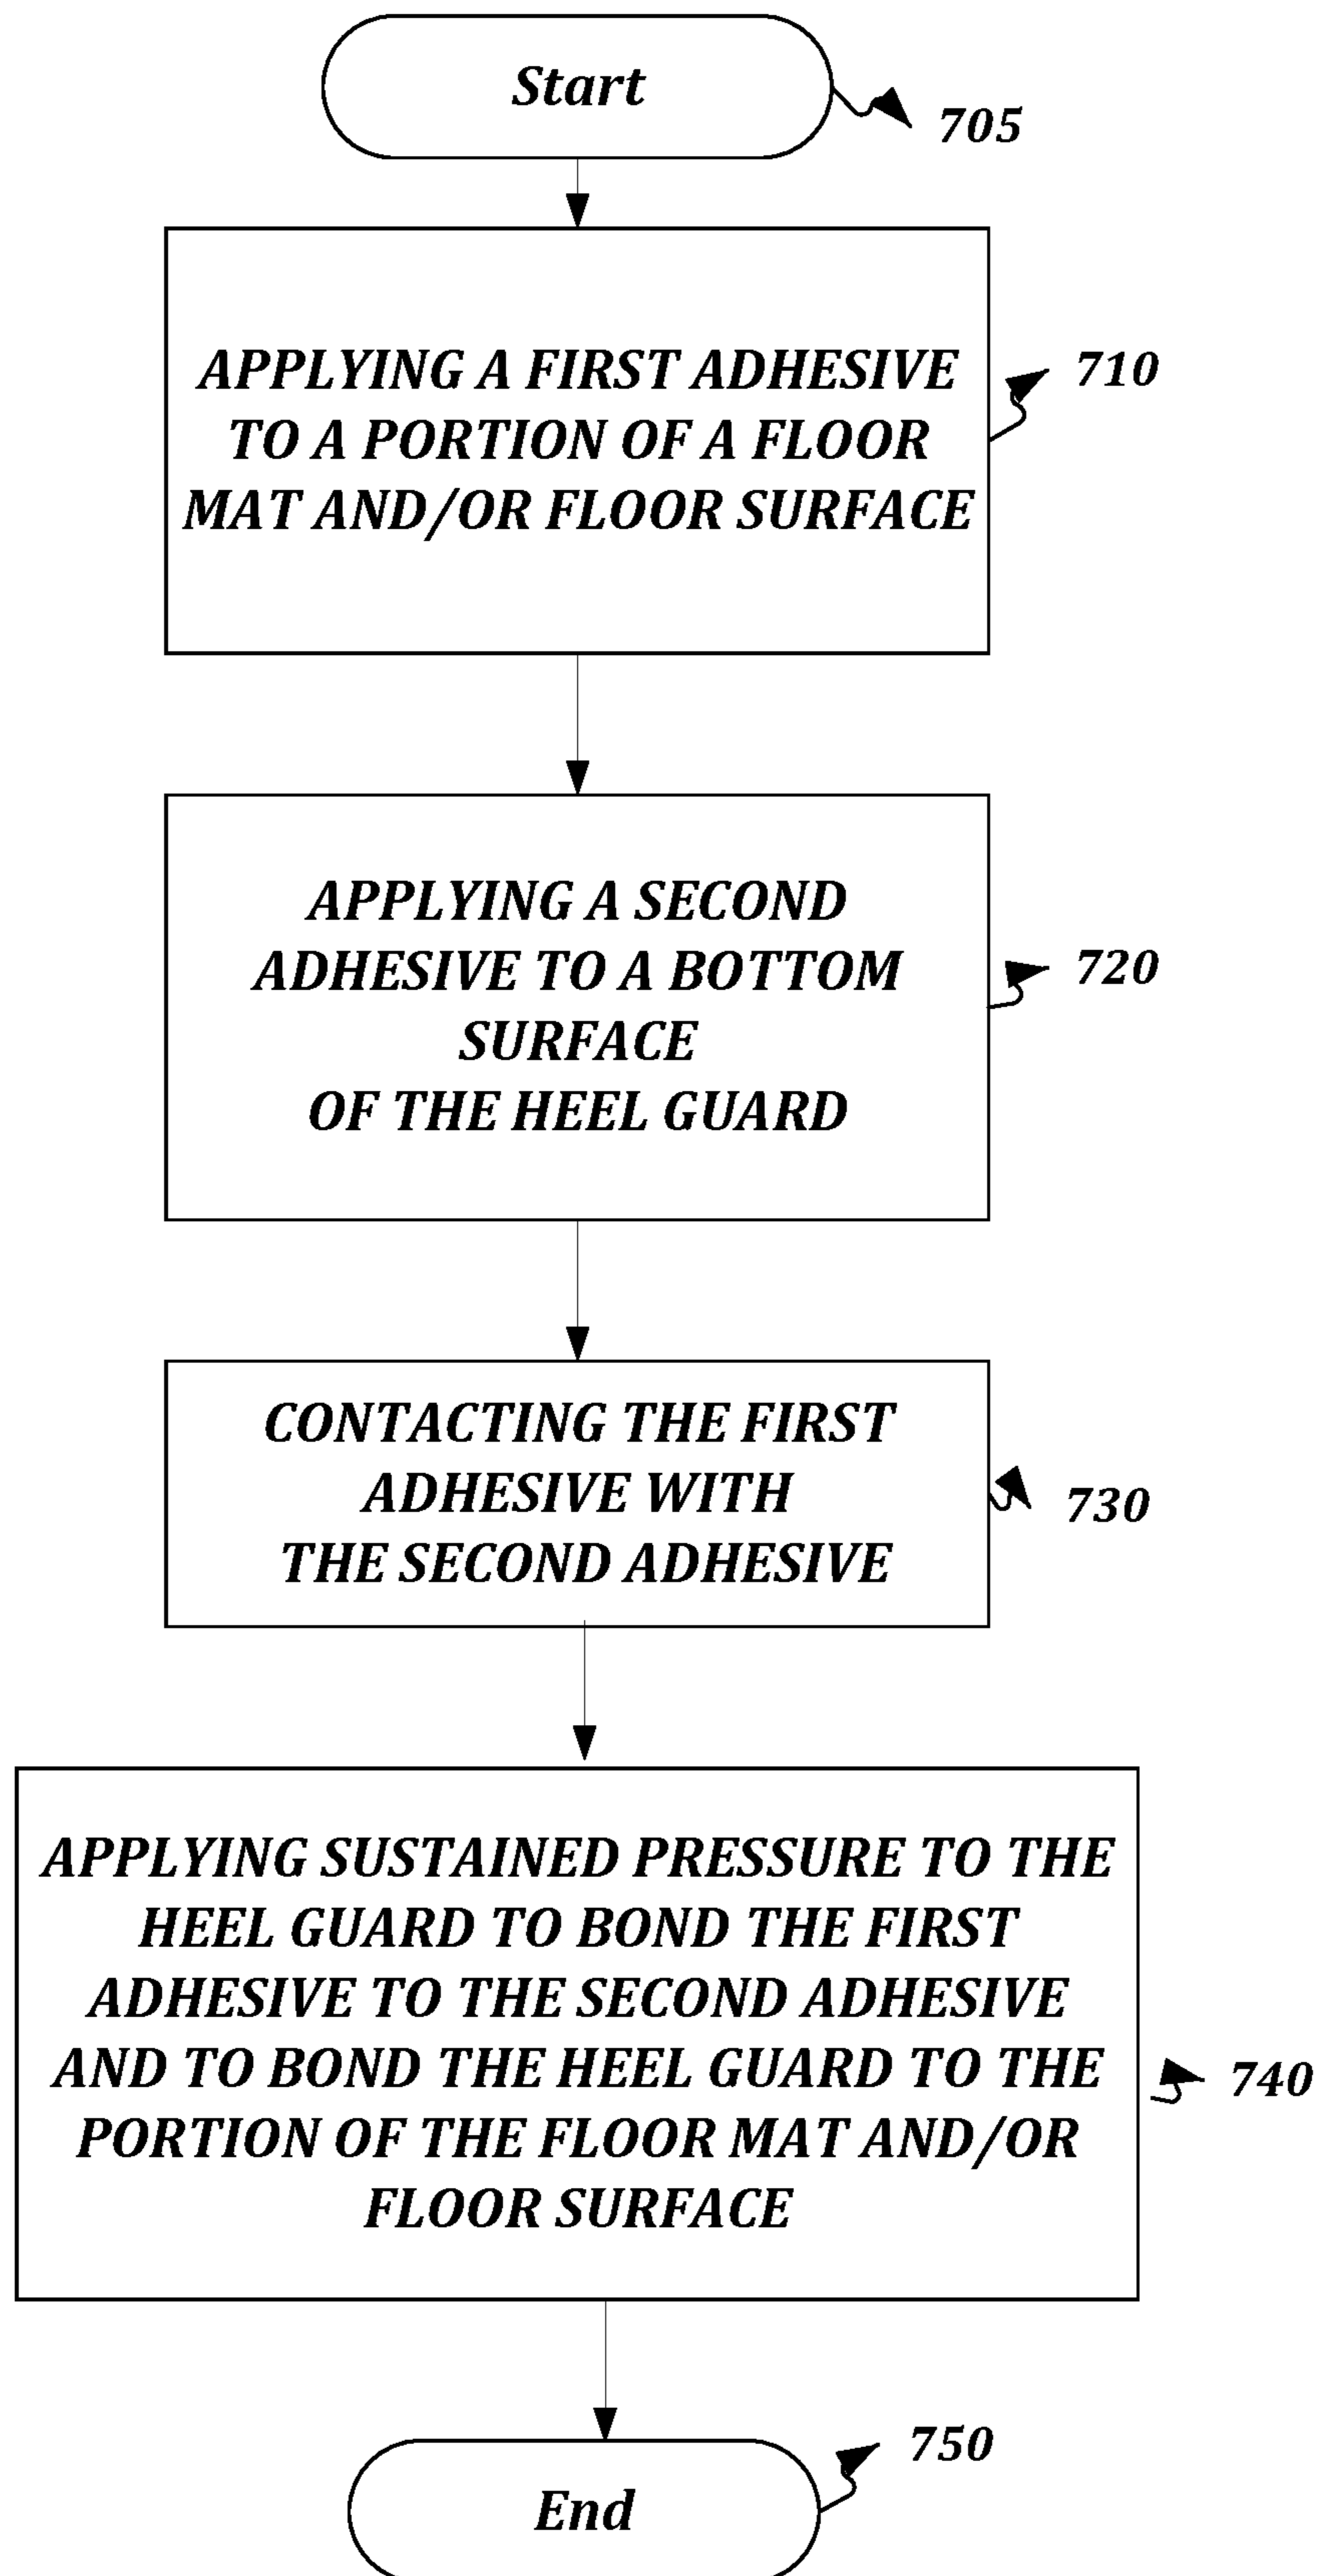 Start
705
APPLYING A FIRST ADHESIVE
TO A PORTION OF A FLOOR
MAT AND/OR FLOOR SURFACE
710
APPLYING A SECOND
ADHESIVE TO A BOTTOM
SURFACE
OF THE HEEL GUARD
720
CONTACTING THE FIRST
ADHESIVE WITH
THE SECOND ADHESIVE
730
APPLYING SUSTAINED PRESSURE TO THE
HEEL GUARD TO BOND THE FIRST
ADHESIVE TO THE SECOND ADHESIVE
AND TO BOND THE HEEL GUARD TO THE
PORTION OF THE FLOOR MAT AND/OR
FLOOR SURFACE
740
End
750